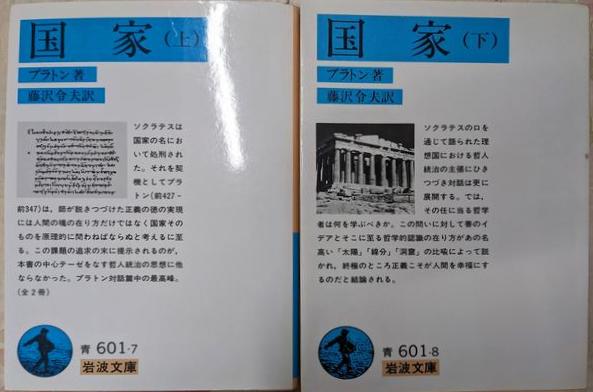 国家(上)
プラトン著
藤沢令夫訳
ソクラテスは
国家の名にお
いて処刑され
た。それを契
機としてプラ
トン(前427−
前347)は，師が説きつづけた正義の徳の実現
には人間の魂の在り方だけではなく国家その
ものを原理的に問わねばならぬと考えるに至
る。この課題の追求の末に提示されるのが，
本書の中心テーゼをなす哲人統治の思想に他
ならなかった。プラトン対話篇中の最高峰。
(全2冊)
青 601-7
岩波文庫
国家(下)
プラトン著
藤沢令夫訳
ソクラテスの口を
通じて語られた理
想国における哲人
統治の主張にひき
つづき対話は更に
展開する。では，
その任に当る哲学
者は何を学ぶべきか。この問いに対して善のイ
デアとそこに至る哲学的認識の在り方があの名
高い「太陽」「線分」「洞窟」の比喩によって説
かれ，終極のところ正義こそが人間を幸福にす
るのだと結論される。
青 601-8
岩波文庫